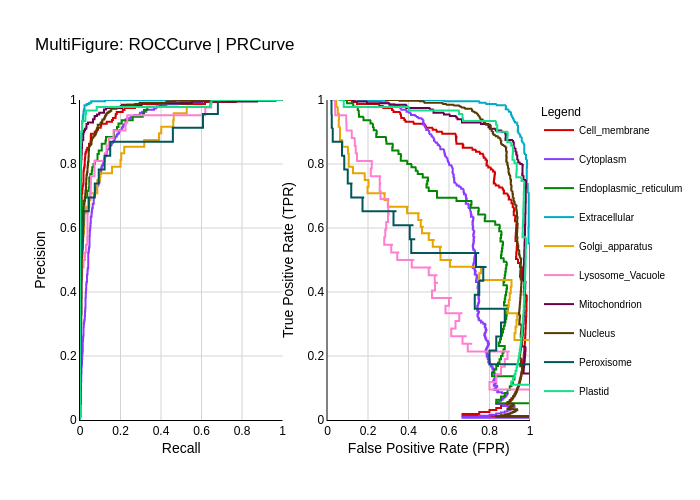 MultiFigure: ROCCurve | PRCurve
1
0.8
0.6
0.4
0.2
0
0
0.2
0.4
0.6
0.8
1
Precision
Recall
1
0.8
0.6
0.4
0.2
0
0
0.2
0.4
0.6
0.8
1
True Positive Rate (TPR)
False Positive Rate (FPR)
Legend
Cell_membrane
Cytoplasm
Endoplasmic_reticulum
Extracellular
Golgi_apparatus
Lysosome_Vacuole
Mitochondrion
Nucleus
Peroxisome
Plastid